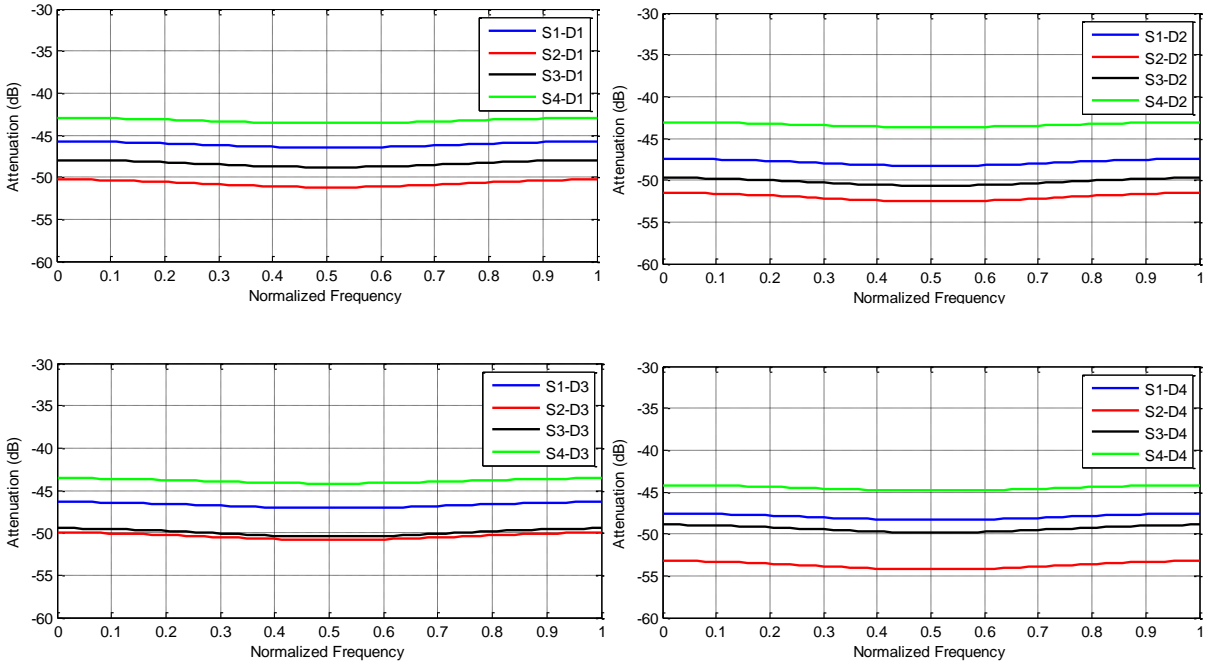 -30
-35
-40
-45
-50
-55
-60
Attenuation (dB)
0 0.1 0.2 0.3 0.4 0.5 0.6 0.7 0.8 0.9 1
Normalized Frequency
S1-D1
S2-D1
S3-D1
S4-D1
-30
-35
-40
-45
-50
-55
-60
Attenuation (dB)
0 0.1 0.2 0.3 0.4 0.5 0.6 0.7 0.8 0.9 1
Normalized Frequency
S1-D2
S2-D2
S3-D2
S4-D2
-30
-35
-40
-45
-50
-55
-60
Attenuation (dB)
0 0.1 0.2 0.3 0.4 0.5 0.6 0.7 0.8 0.9 1
Normalized Frequency
S1-D3
S2-D3
S3-D3
S4-D3
-30
-35
-40
-45
-50
-55
-60
Attenuation (dB)
0 0.1 0.2 0.3 0.4 0.5 0.6 0.7 0.8 0.9 1
Normalized Frequency
S1-D4
S2-D4
S3-D4
S4-D4